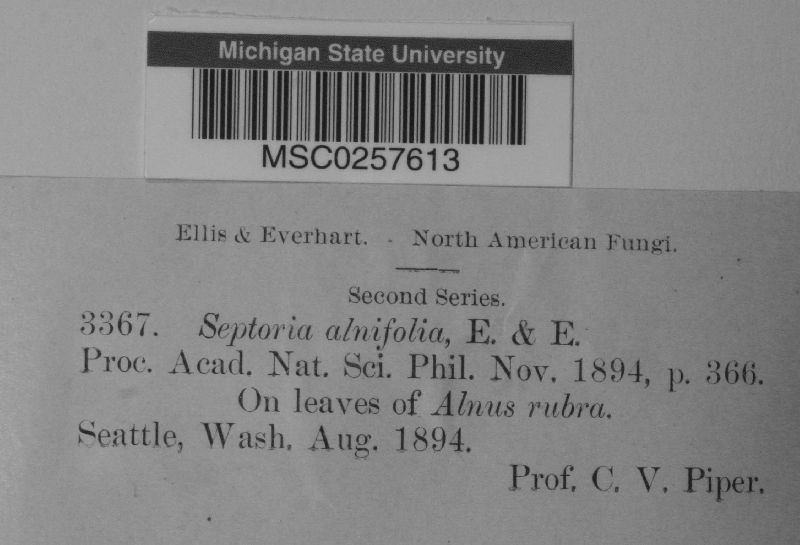 Michigan State University
MSC0257613
Ellis & Everhart. - North American Fungi.
Second Series.
3367. Septoria alnifolia, E. & E.
Proc. Acad. Nat. Sci. Phil. Nov. 1894, p. 366.
On leaves of Alnus rubra.
Seattle, Wash. Aug. 1894.
Prof. C. V. Piper.